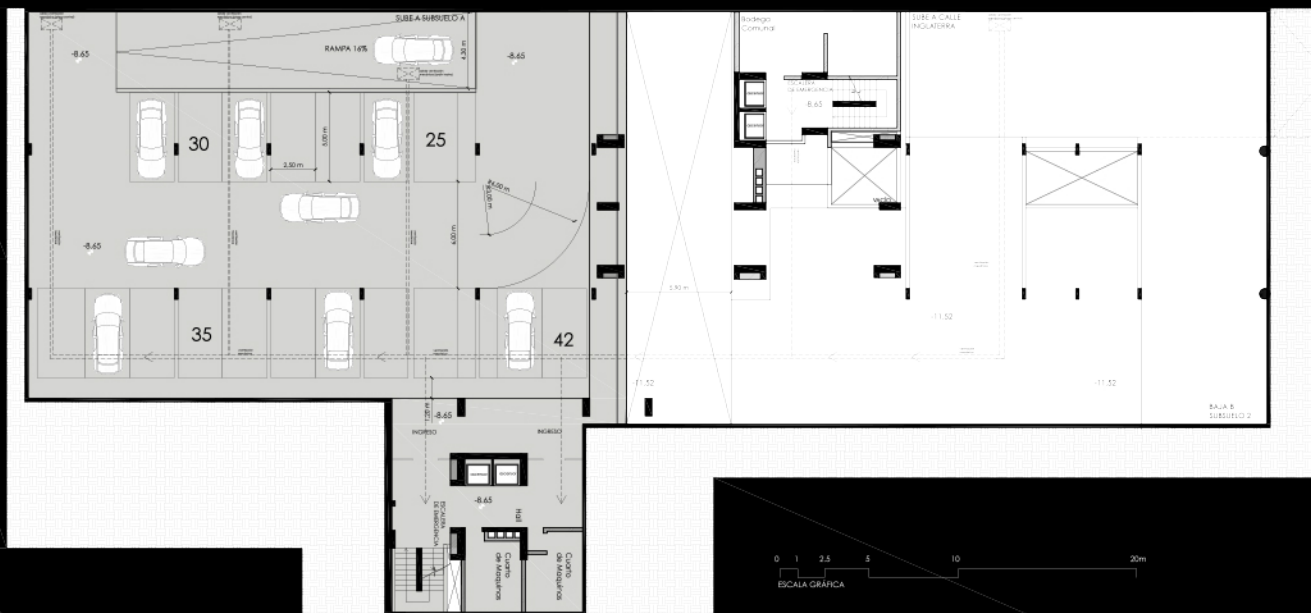 SUBE A SUBSUELO A
RAMPA 16%
-8.65
-8.65
4,50 m
30
25
5,00 m
2,50 m
6,00 m
-8.65
35
42
-8.65
INGRESO
INGRESO
-8.65
Hall
ESCALERA
DE EMERGENCIA
Cuarto
de Maquinas
Cuarto
de Maquinas
Bodega
Comunal
SUBE A CALLE
INGLATERRA
ESCALERA
DE EMERGENCIA
-8.65
VACIO
5,90 m
-11.52
-11.52
-11.52
BAJA B
SUBSUELO 2
0 1 2.5 5 10 20m
ESCALA GRÁFICA